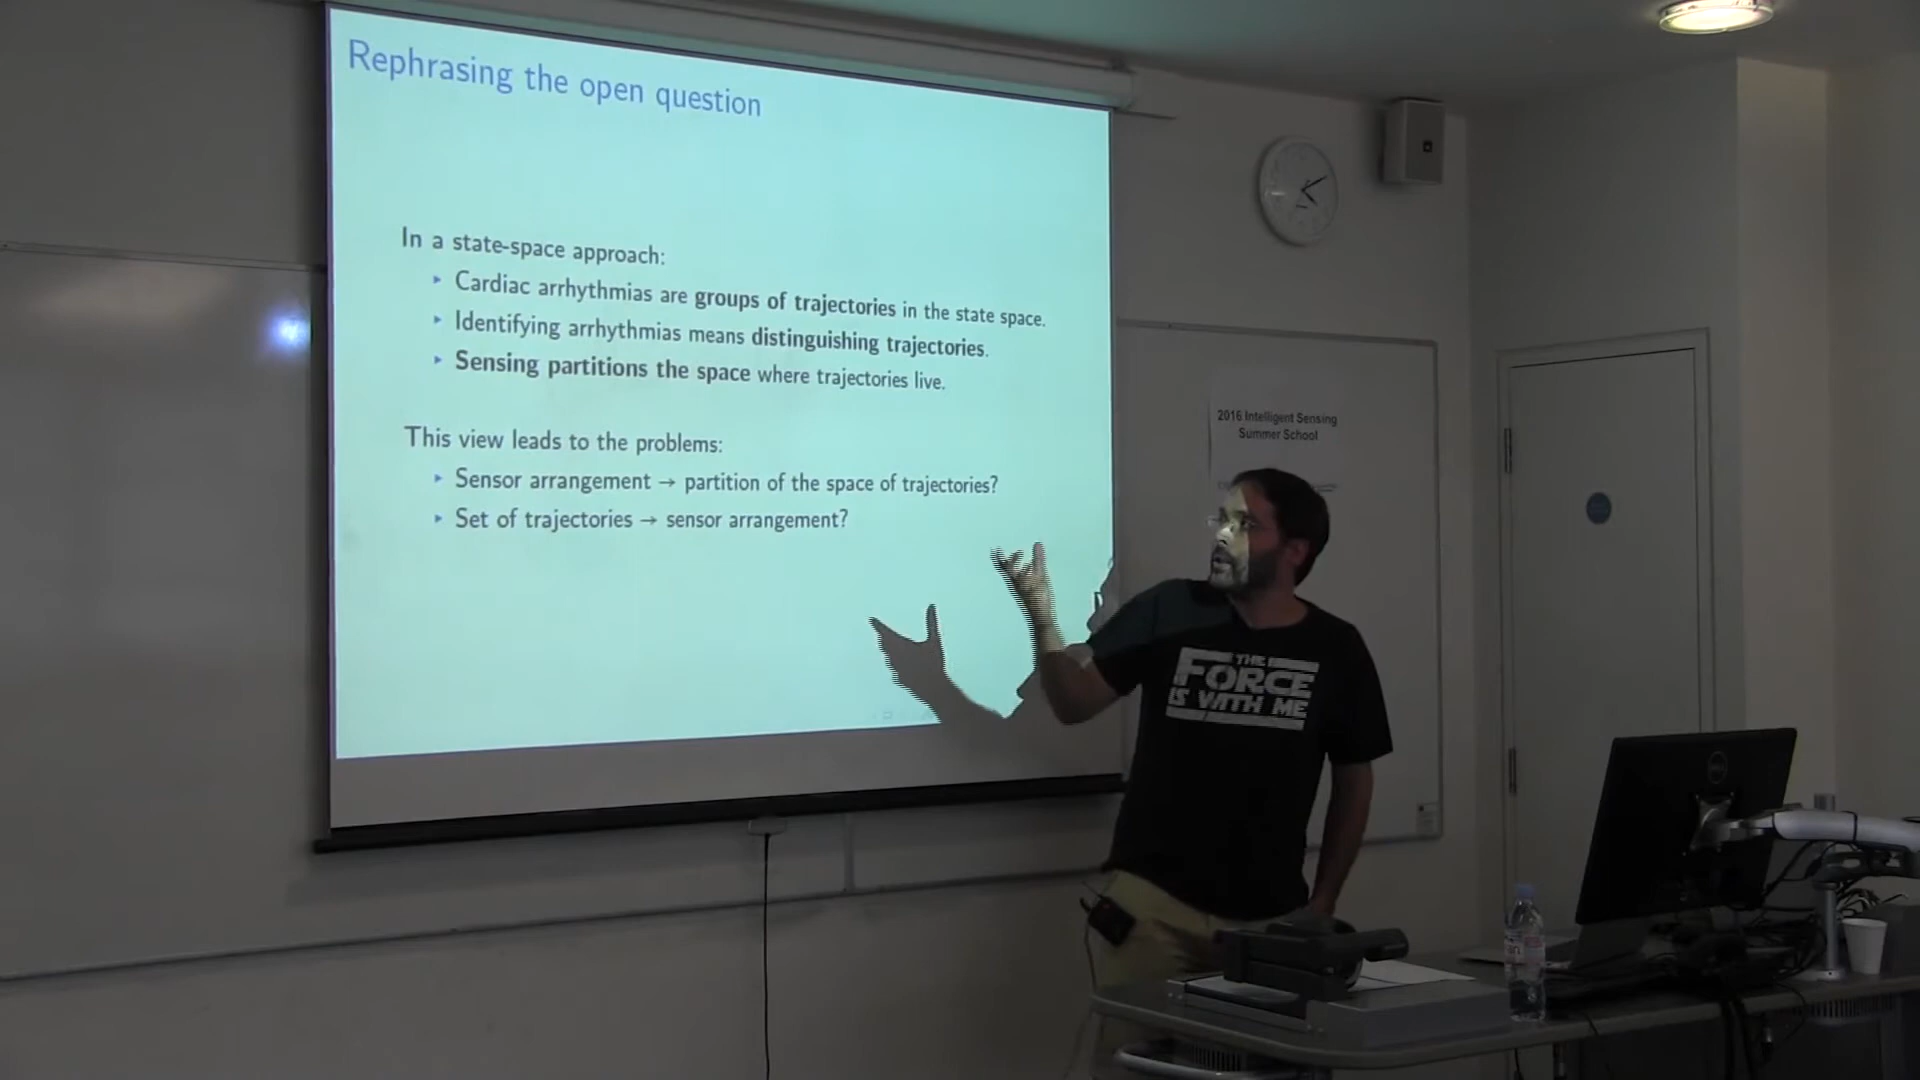 Rephrasing the open question
In a state-space approach:
Cardiac arrhythmias are groups of trajectories in the state space.
Identifying arrhythmias means distinguishing trajectories.
Sensing partitions the space where trajectories live.
This view leads to the problems:
Sensor arrangement → partition of the space of trajectories?
Set of trajectories → sensor arrangement?
2016 Intelligent Sensing
Summer School
THE
FORCE
IS WITH ME
DELL